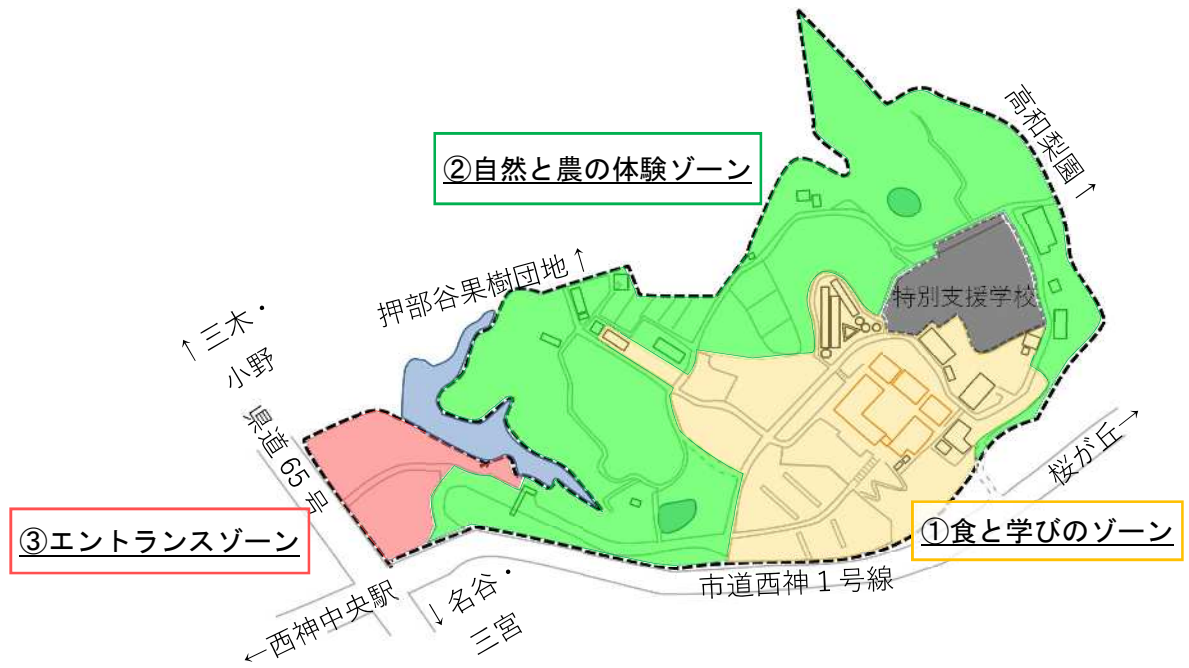 高和梨園↑
②自然と農の体験ゾーン
押部谷果樹団地↑
特別支援学校
↑三木・
小野
県道65号
③エントランスゾーン
桜が丘→
①食と学びのゾーン
市道西神1号線
←西神中央駅
↓名谷・
三宮